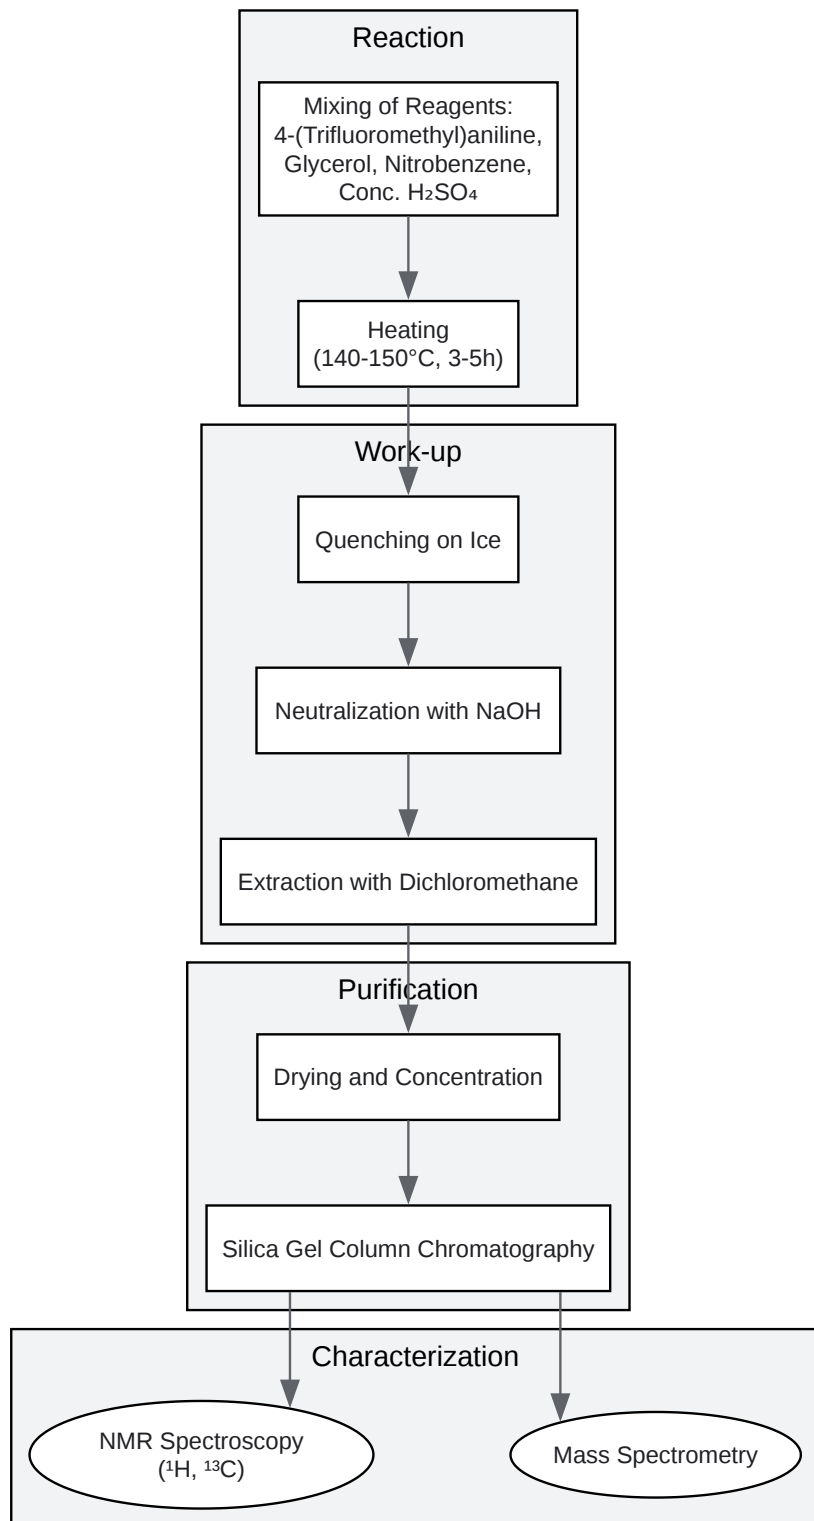 Reaction
Mixing of Reagents:
4-(Trifluoromethyl)aniline,
Glycerol, Nitrobenzene,
Conc. H₂SO₄
Heating
(140-150°C, 3-5h)
Work-up
Quenching on Ice
Neutralization with NaOH
Extraction with Dichloromethane
Purification
Drying and Concentration
Silica Gel Column Chromatography
Characterization
NMR Spectroscopy
(¹H, ¹³C)
Mass Spectrometry